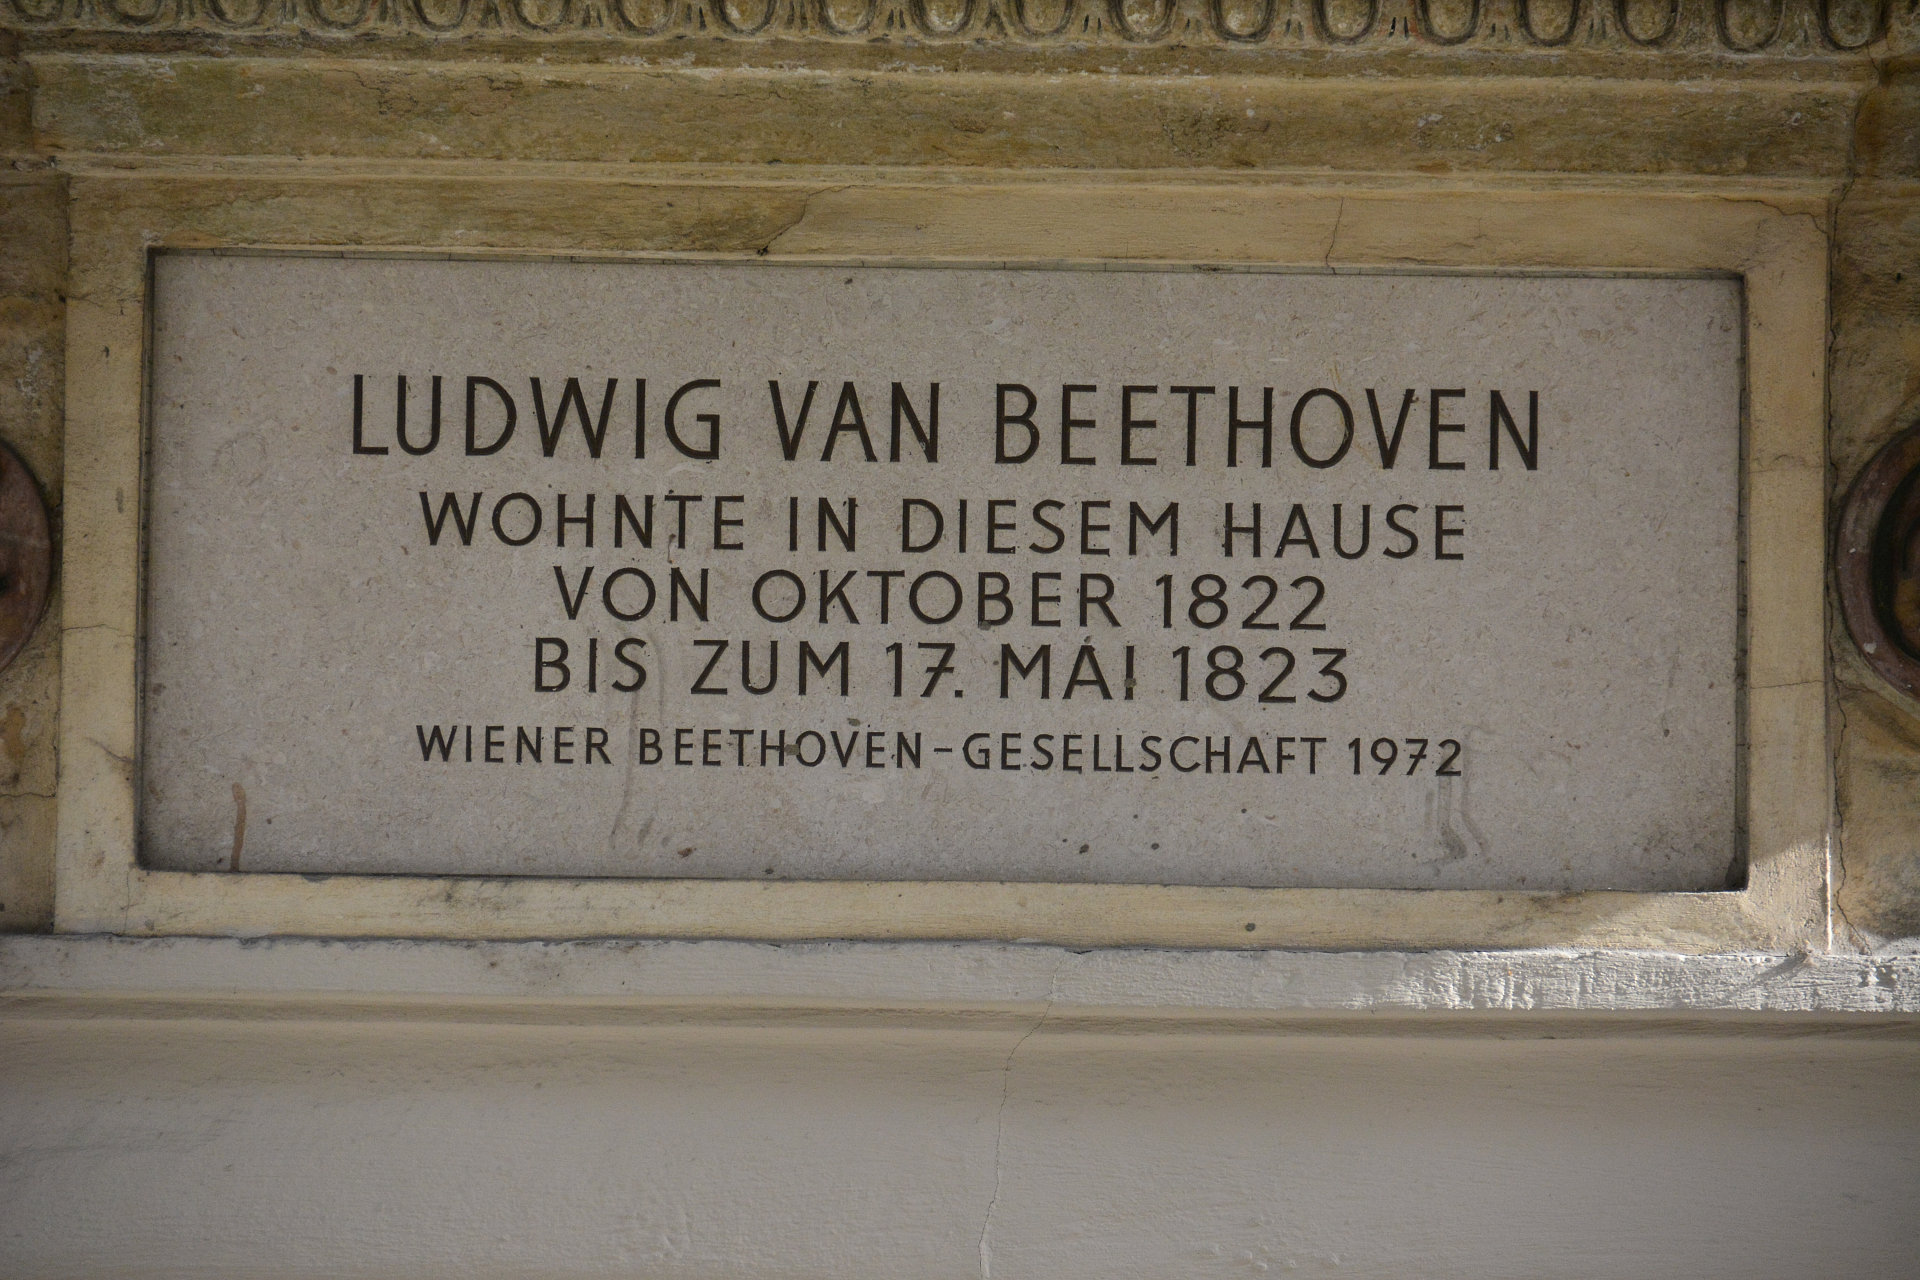 LUDWIG VAN BEETHOVEN
WOHNTE IN DIESEM HAUSE
VON OKTOBER 1822
BIS ZUM 17. MAI 1823
WIENER BEETHOVEN-GESELLSCHAFT 1972